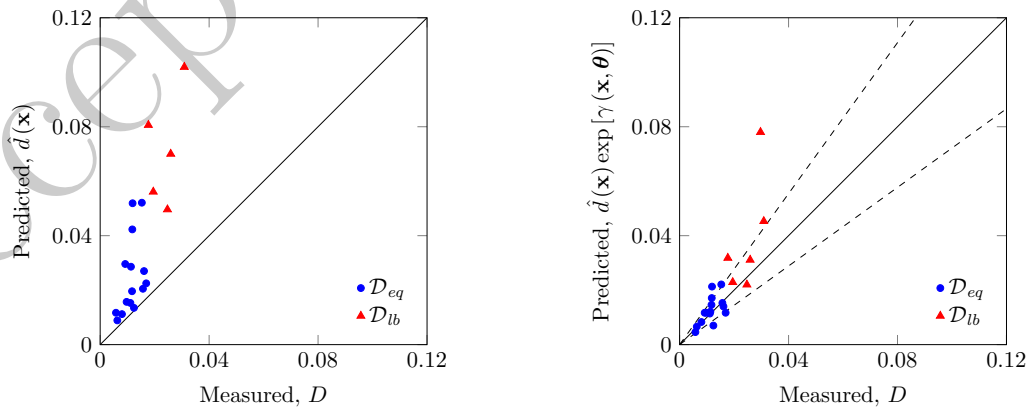 0.12
0.08
0.04
0
0
0.04
0.08
0.12
Predicted, d̂ (x)
Measured, D
D_eq
D_lb
0.12
0.08
0.04
0
0
0.04
0.08
0.12
Predicted, d̂ (x) exp [γ (x, θ)]
Measured, D
D_eq
D_lb
cep